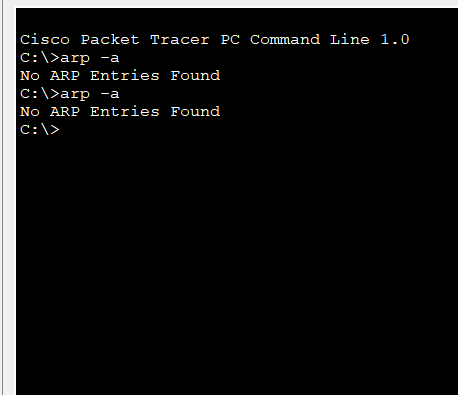 Cisco Packet Tracer PC Command Line 1.0
C:\>arp -a
No ARP Entries Found
C:\>arp -a
No ARP Entries Found
C:\>